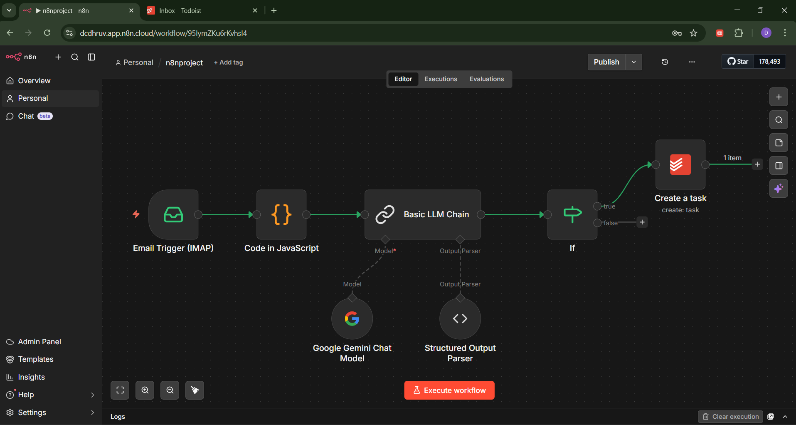 n8nproject - n8n
Inbox - Todoist
dcdhruv.app.n8n.cloud/workflow/95IymZKu6rKvhsI4
D
n8n
Personal / n8nproject + Add tag
Publish
Star 178,493
Overview
Personal
Chat beta
Editor Executions Evaluations
1 item
Create a task
create: task
true
false
Email Trigger (IMAP)
Code in JavaScript
Basic LLM Chain
If
Model*
Output Parser
Model
Output Parser
Google Gemini Chat
Model
Structured Output
Parser
Admin Panel
Templates
Insights
Help
Settings
Execute workflow
Logs
Clear execution